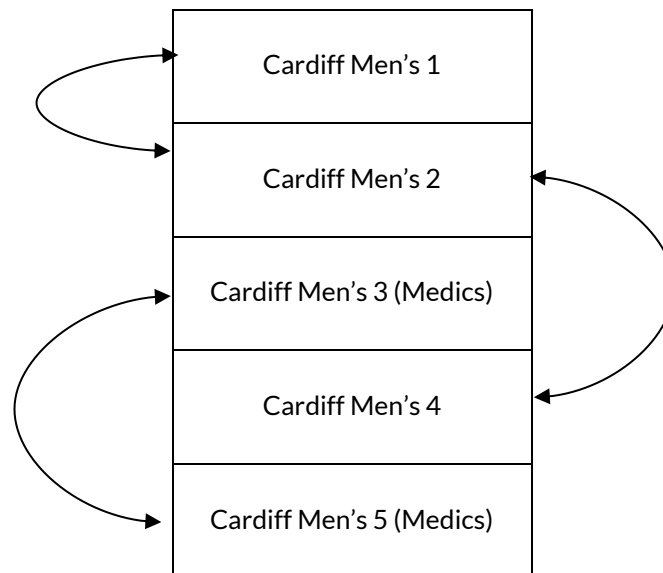 Cardiff Men’s 1
Cardiff Men’s 2
Cardiff Men’s 3 (Medics)
Cardiff Men’s 4
Cardiff Men’s 5 (Medics)